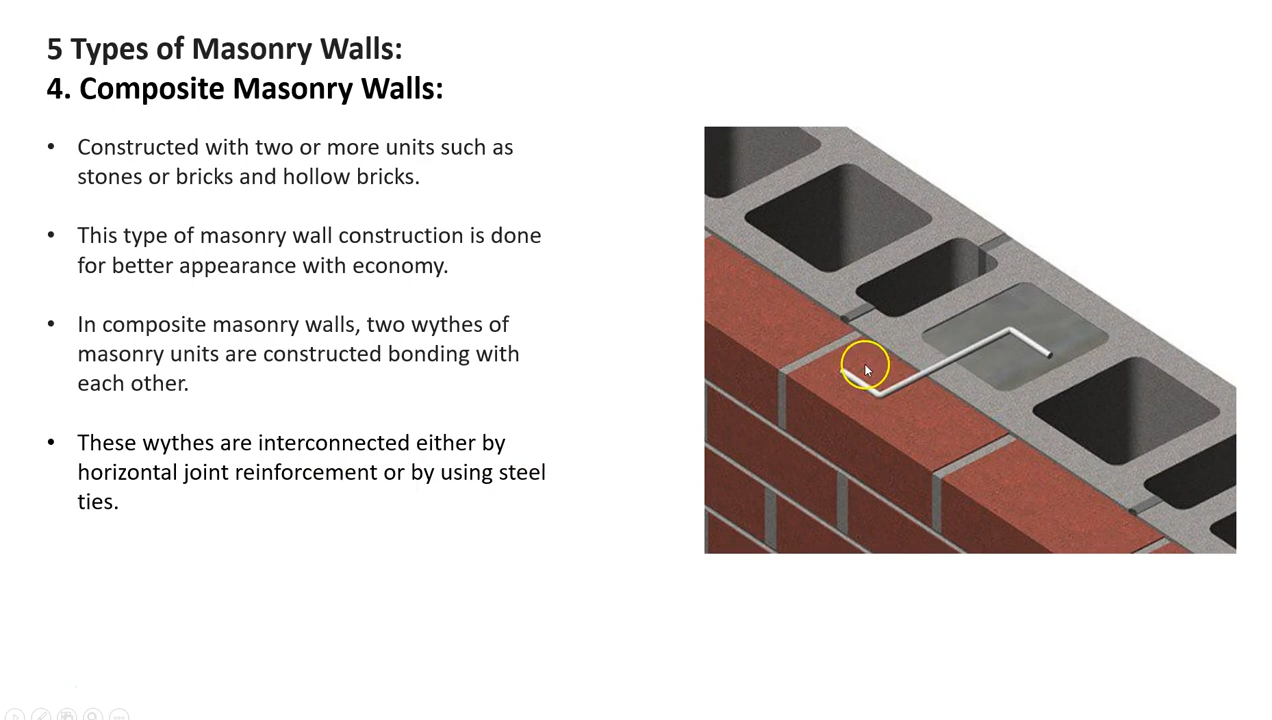 5 Types of Masonry Walls:
4. Composite Masonry Walls:
• Constructed with two or more units such as
stones or bricks and hollow bricks.
• This type of masonry wall construction is done
for better appearance with economy.
• In composite masonry walls, two wythes of
masonry units are constructed bonding with
each other.
• These wythes are interconnected either by
horizontal joint reinforcement or by using steel
ties.